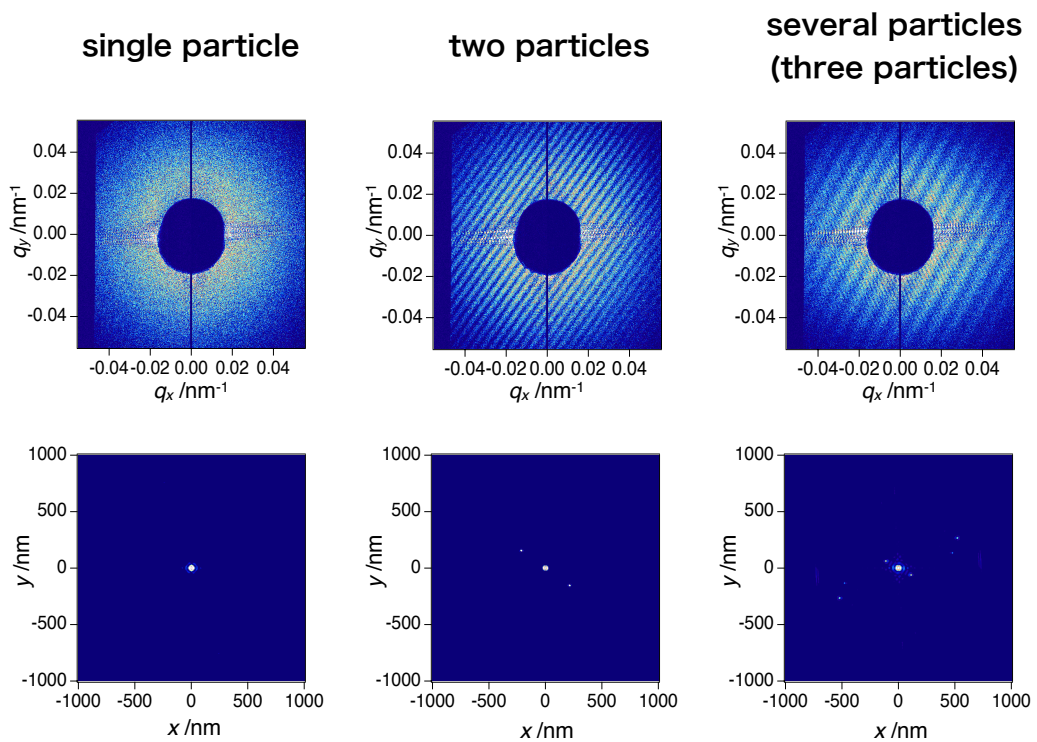 single particle
two particles
several particles
(three particles)
0.04
0.02
0.00
-0.02
-0.04
qy /nm-1
-0.04 -0.02 0.00 0.02 0.04
qx /nm-1
0.04
0.02
0.00
-0.02
-0.04
qy /nm-1
-0.04 -0.02 0.00 0.02 0.04
qx /nm-1
0.04
0.02
0.00
-0.02
-0.04
qy /nm-1
-0.04 -0.02 0.00 0.02 0.04
qx /nm-1
1000
500
0
-500
-1000
y /nm
-1000 -500 0 500 1000
x /nm
1000
500
0
-500
-1000
y /nm
-1000 -500 0 500 1000
x /nm
1000
500
0
-500
-1000
y /nm
-1000 -500 0 500 1000
x /nm